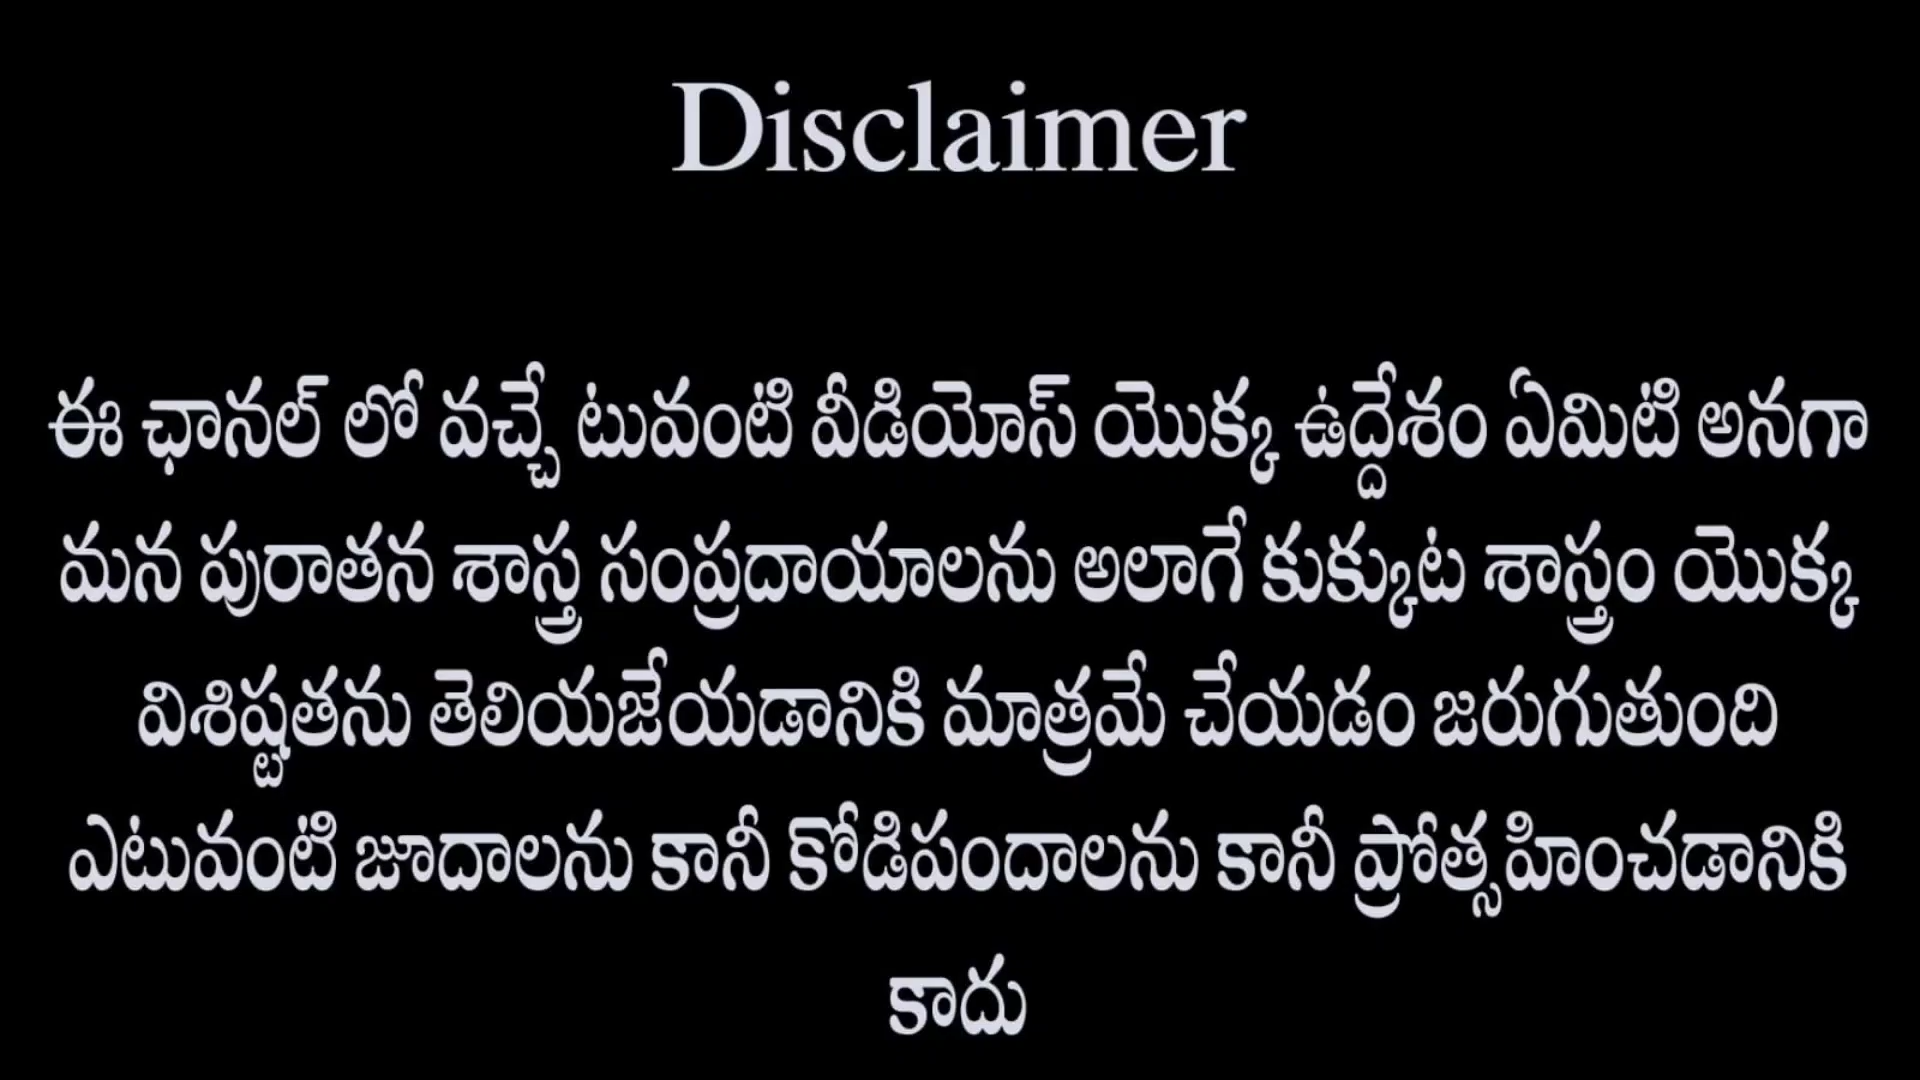 Disclaimer
ఈ ఛానల్ లో వచ్చే టువంటి వీడియోస్ యొక్క ఉద్దేశం ఏమిటి అనగా
మన పురాతన శాస్త్ర సంప్రదాయాలను అలాగే కుక్కుట శాస్త్రం యొక్క
విశిష్టతను తెలియజేయడానికి మాత్రమే చేయడం జరుగుతుంది
ఎటువంటి జూదాలను కానీ కోడిపందాలను కానీ ప్రోత్సహించడానికి
కాదు